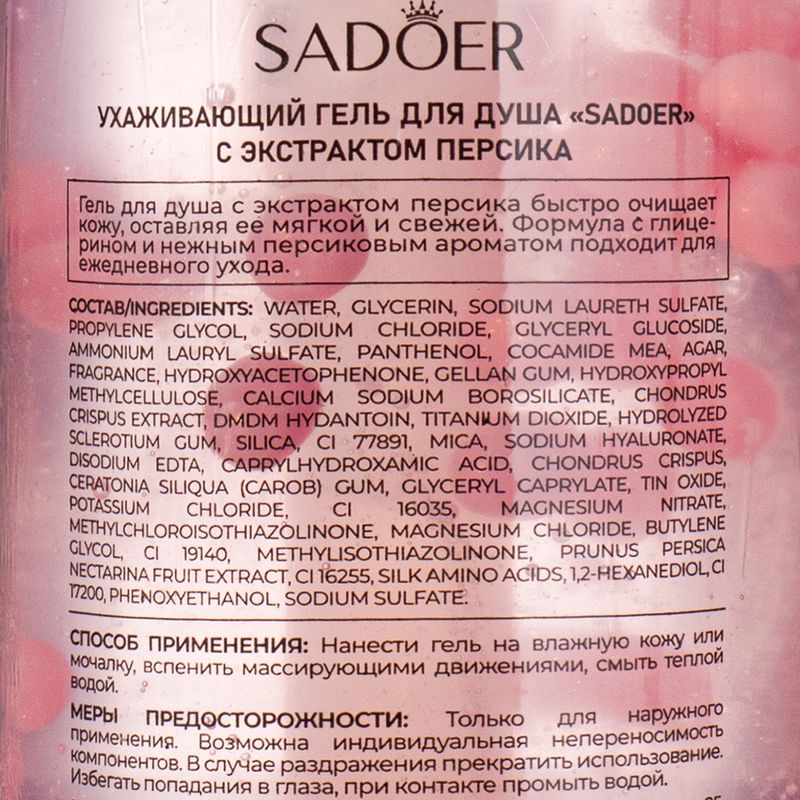 SADOER
УХАЖИВАЮЩИЙ ГЕЛЬ ДЛЯ ДУША «SADOER»
С ЭКСТРАКТОМ ПЕРСИКА
Гель для душа с экстрактом персика быстро очищает
кожу, оставляя ее мягкой и свежей. Формула с глице-
рином и нежным персиковым ароматом подходит для
ежедневного ухода.
СОСТАВ/INGREDIENTS: WATER, GLYCERIN, SODIUM LAURETH SULFATE,
PROPYLENE GLYCOL, SODIUM CHLORIDE, GLYCERYL GLUCOSIDE,
AMMONIUM LAURYL SULFATE, PANTHENOL, COCAMIDE MEA, AGAR,
FRAGRANCE, HYDROXYACETOPHENONE, GELLAN GUM, HYDROXYPROPYL
METHYLCELLULOSE, CALCIUM SODIUM BOROSILICATE, CHONDRUS
CRISPUS EXTRACT, DMDM HYDANTOIN, TITANIUM DIOXIDE, HYDROLYZED
SCLEROTIUM GUM, SILICA, CI 77891, MICA, SODIUM HYALURONATE,
DISODIUM EDTA, CAPRYLHYDROXAMIC ACID, CHONDRUS CRISPUS,
CERATONIA SILIQUA (CAROB) GUM, GLYCERYL CAPRYLATE, TIN OXIDE,
POTASSIUM CHLORIDE, CI 16035, MAGNESIUM NITRATE,
METHYLCHLOROISOTHIAZOLINONE, MAGNESIUM CHLORIDE, BUTYLENE
GLYCOL, CI 19140, METHYLISOTHIAZOLINONE, PRUNUS PERSICA
NECTARINA FRUIT EXTRACT, CI 16255, SILK AMINO ACIDS, 1,2-HEXANEDIOL, CI
17200, PHENOXYETHANOL, SODIUM SULFATE.
СПОСОБ ПРИМЕНЕНИЯ: Нанести гель на влажную кожу или
мочалку, вспенить массирующими движениями, смыть теплой
водой.
МЕРЫ ПРЕДОСТОРОЖНОСТИ: Только для наружного
применения. Возможна индивидуальная непереносимость
компонентов. В случае раздражения прекратить использование.
Избегать попадания в глаза, при контакте промыть водой.